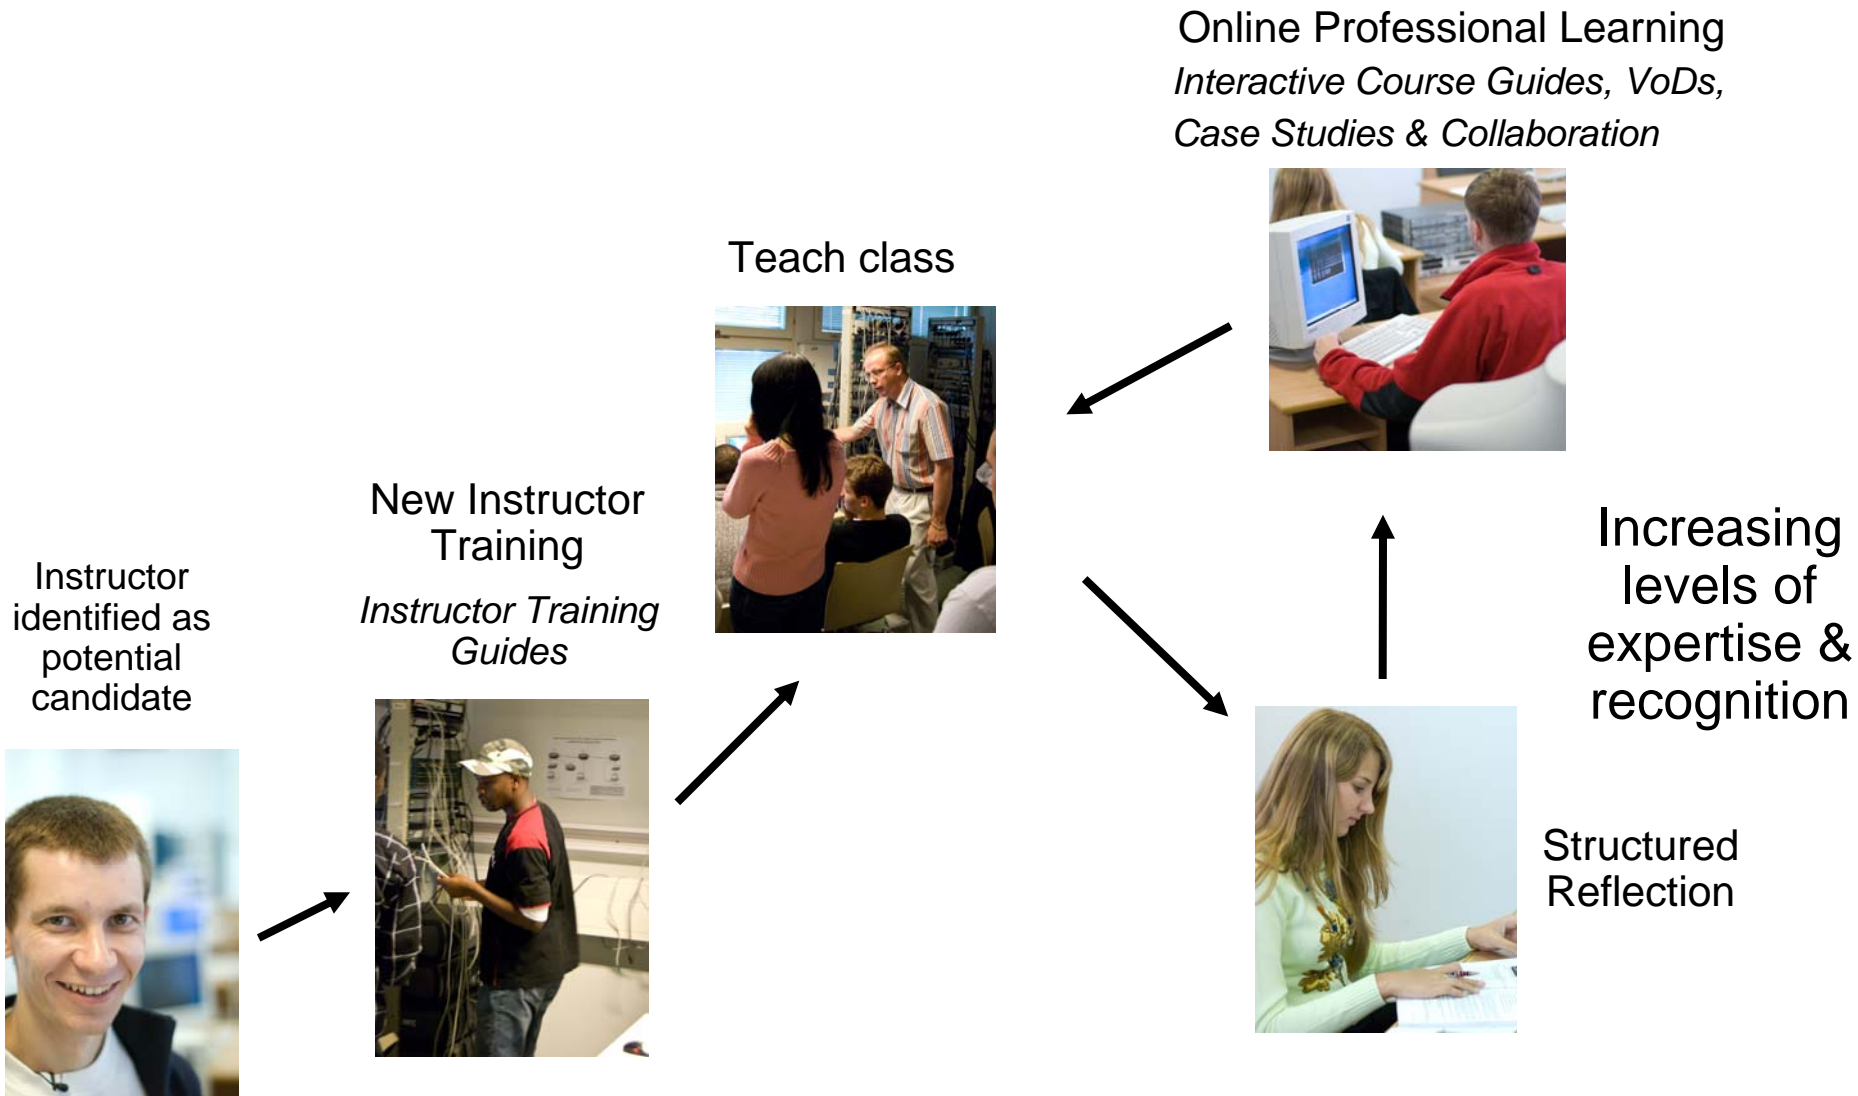 Instructor
identified as
potential
candidate
New Instructor
Training
Instructor Training
Guides
Teach class
Online Professional Learning
Interactive Course Guides, VoDs,
Case Studies & Collaboration
Increasing
levels of
expertise &
recognition
Structured
Reflection